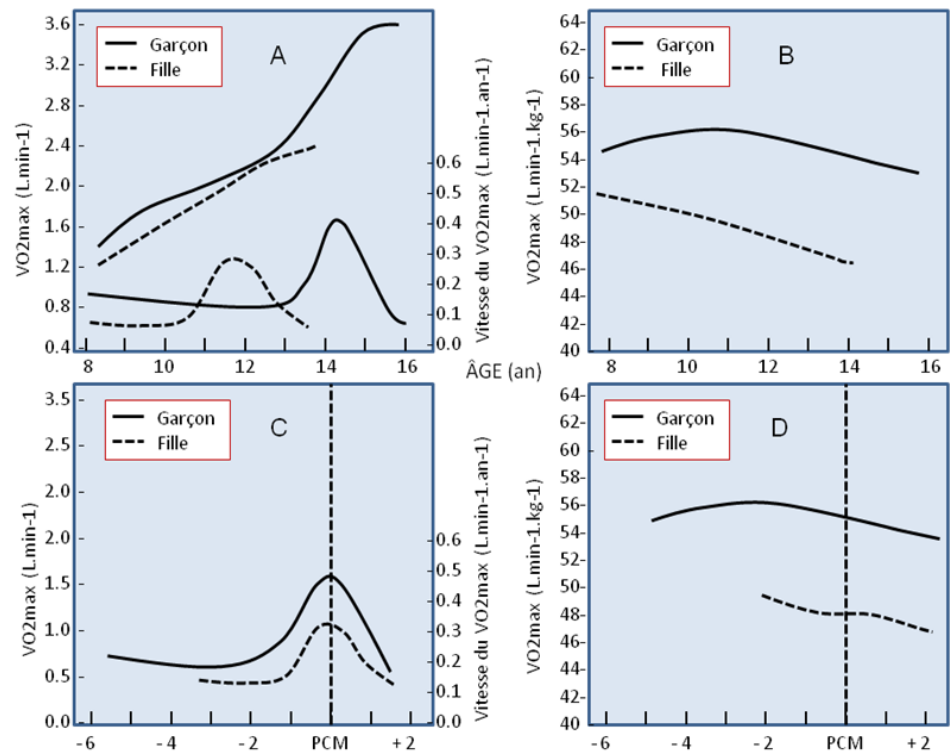 A
Garçon
Fille
VO2max (L.min-1)
3.6
3.2
2.8
2.4
2.0
1.6
1.2
0.8
0.4
Vitesse du VO2max (L.min-1.an-1)
0.6
0.5
0.4
0.3
0.2
0.1
0.0
8 10 12 14 16
B
Garçon
Fille
VO2max (L.min-1.kg-1)
64
62
60
58
56
54
52
50
48
46
44
42
40
8 10 12 14 16
ÂGE (an)
C
Garçon
Fille
VO2max (L.min-1)
3.5
3.2
2.5
2.0
2.0
1.5
1.0
0.5
0.0
Vitesse du VO2max (L.min-1.an-1)
0.6
0.5
0.4
0.3
0.2
0.1
0.0
-6 -4 -2 PCM +2
D
Garçon
Fille
VO2max (L.min-1.kg-1)
64
62
60
58
56
54
52
50
48
46
44
42
40
-6 -4 -2 PCM +2